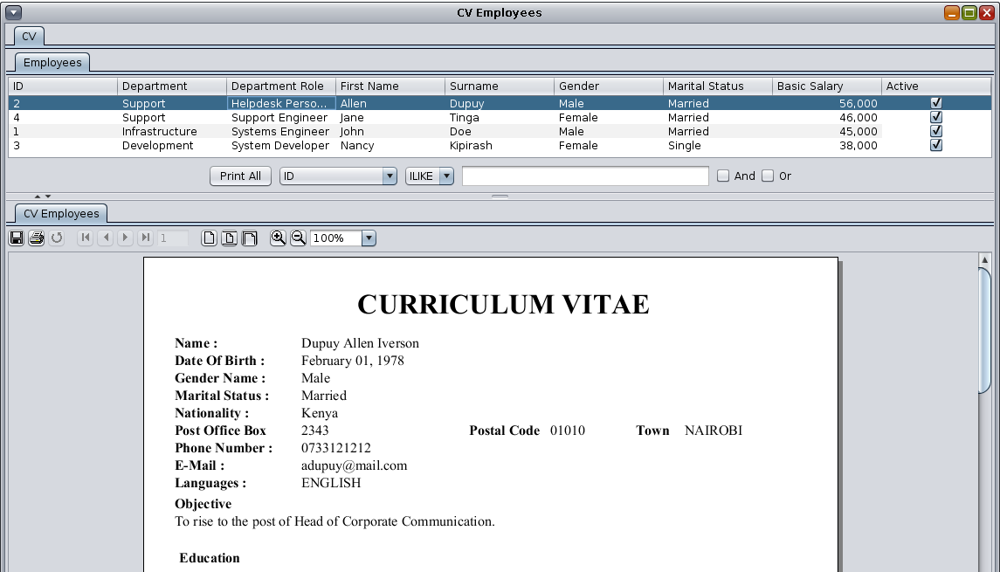 CV Employees
CV
Employees
ID Department Department Role First Name Surname Gender Marital Status Basic Salary Active
2 Support Helpdesk Perso... Allen Dupuy Male Married 56,000
4 Support Support Engineer Jane Tinga Female Married 46,000
1 Infrastructure Systems Engineer John Doe Male Married 45,000
3 Development System Developer Nancy Kipirash Female Single 38,000
Print All ID ILIKE And Or
CV Employees
1 100%
CURRICULUM VITAE
Name : Dupuy Allen Iverson
Date Of Birth : February 01, 1978
Gender Name : Male
Marital Status : Married
Nationality : Kenya
Post Office Box 2343 Postal Code 01010 Town NAIROBI
Phone Number : 0733121212
E-Mail : adupuy@mail.com
Languages : ENGLISH
Objective
To rise to the post of Head of Corporate Communication.
Education